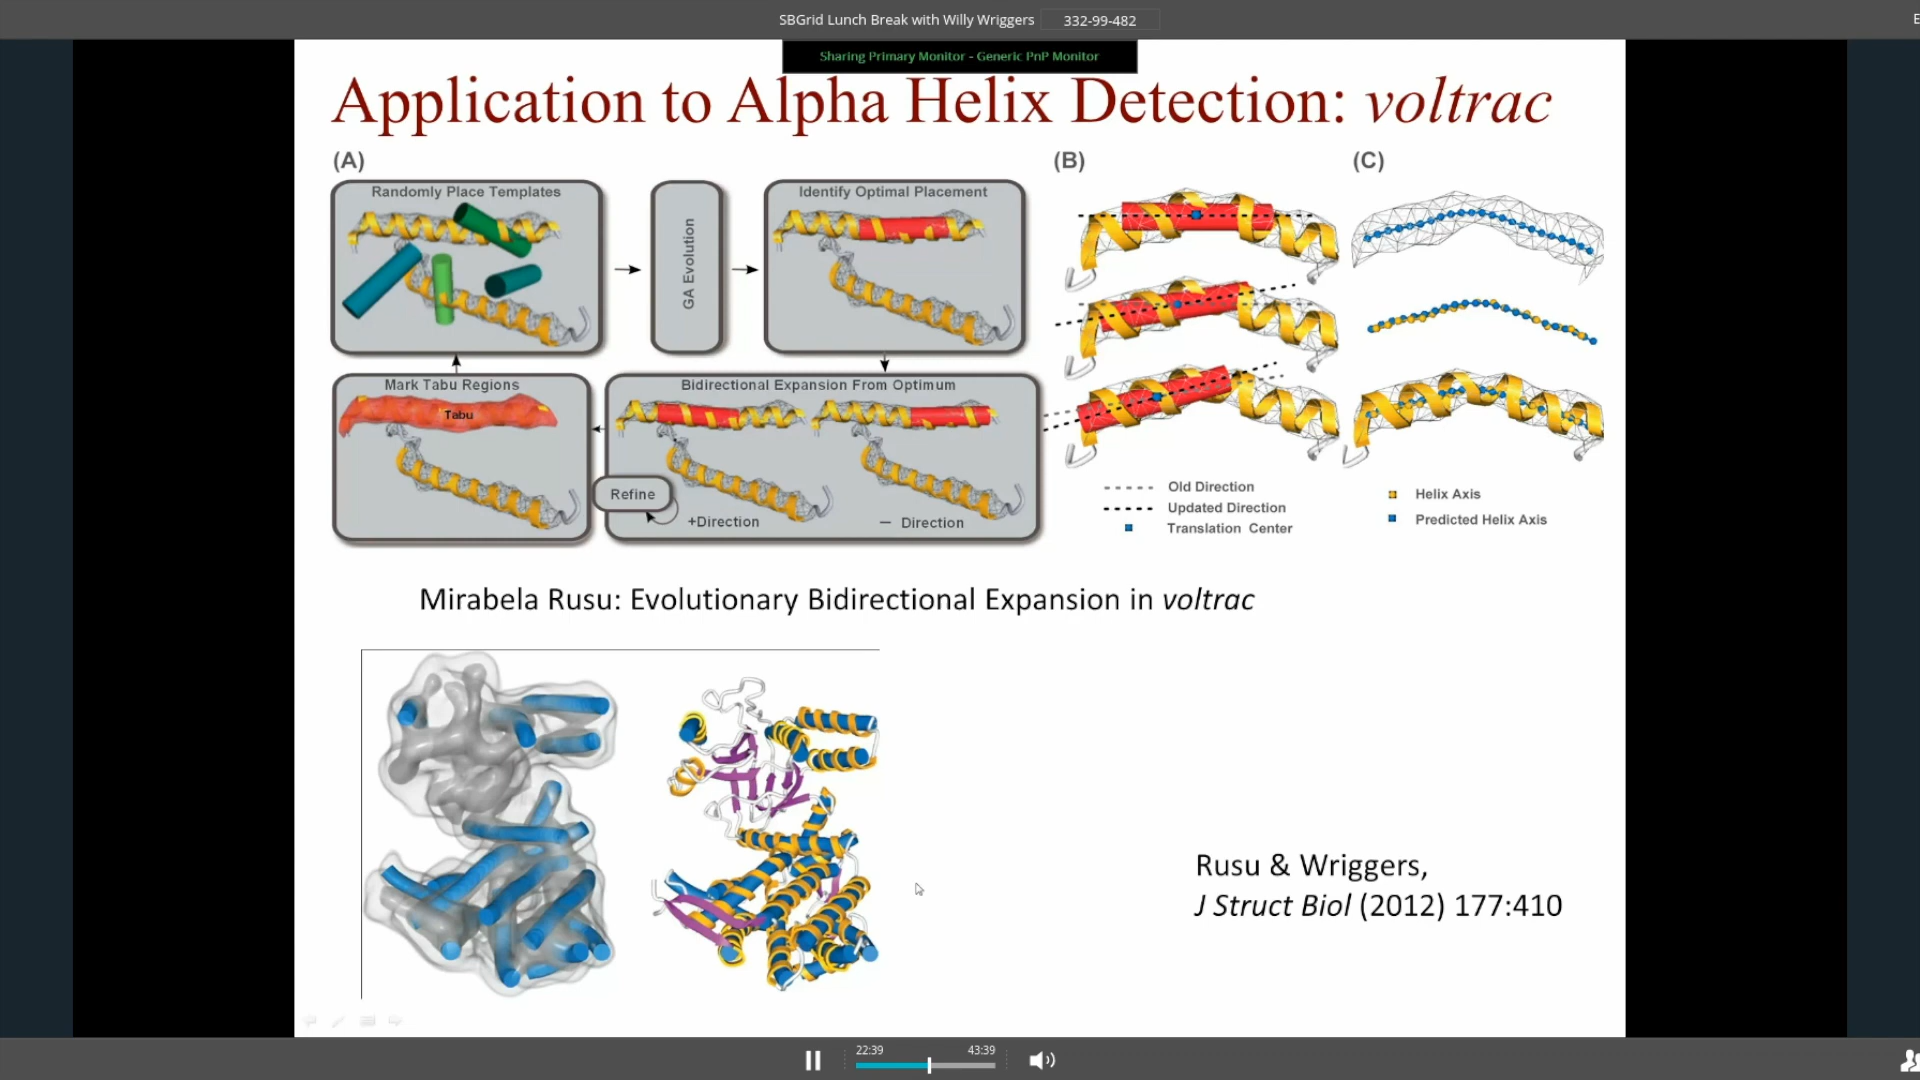 SBGrid Lunch Break with Willy Wriggers 332-99-482
Sharing Primary Monitor - Generic PnP Monitor
Application to Alpha Helix Detection: voltrac
(A)
Randomly Place Templates
GA Evolution
Identify Optimal Placement
Mark Tabu Regions
Tabu
Bidirectional Expansion From Optimum
Refine
+Direction
— Direction
(B)
Old Direction
Updated Direction
Translation Center
(C)
Helix Axis
Predicted Helix Axis
Mirabela Rusu: Evolutionary Bidirectional Expansion in voltrac
Rusu & Wriggers,
J Struct Biol (2012) 177:410
22:39 43:39